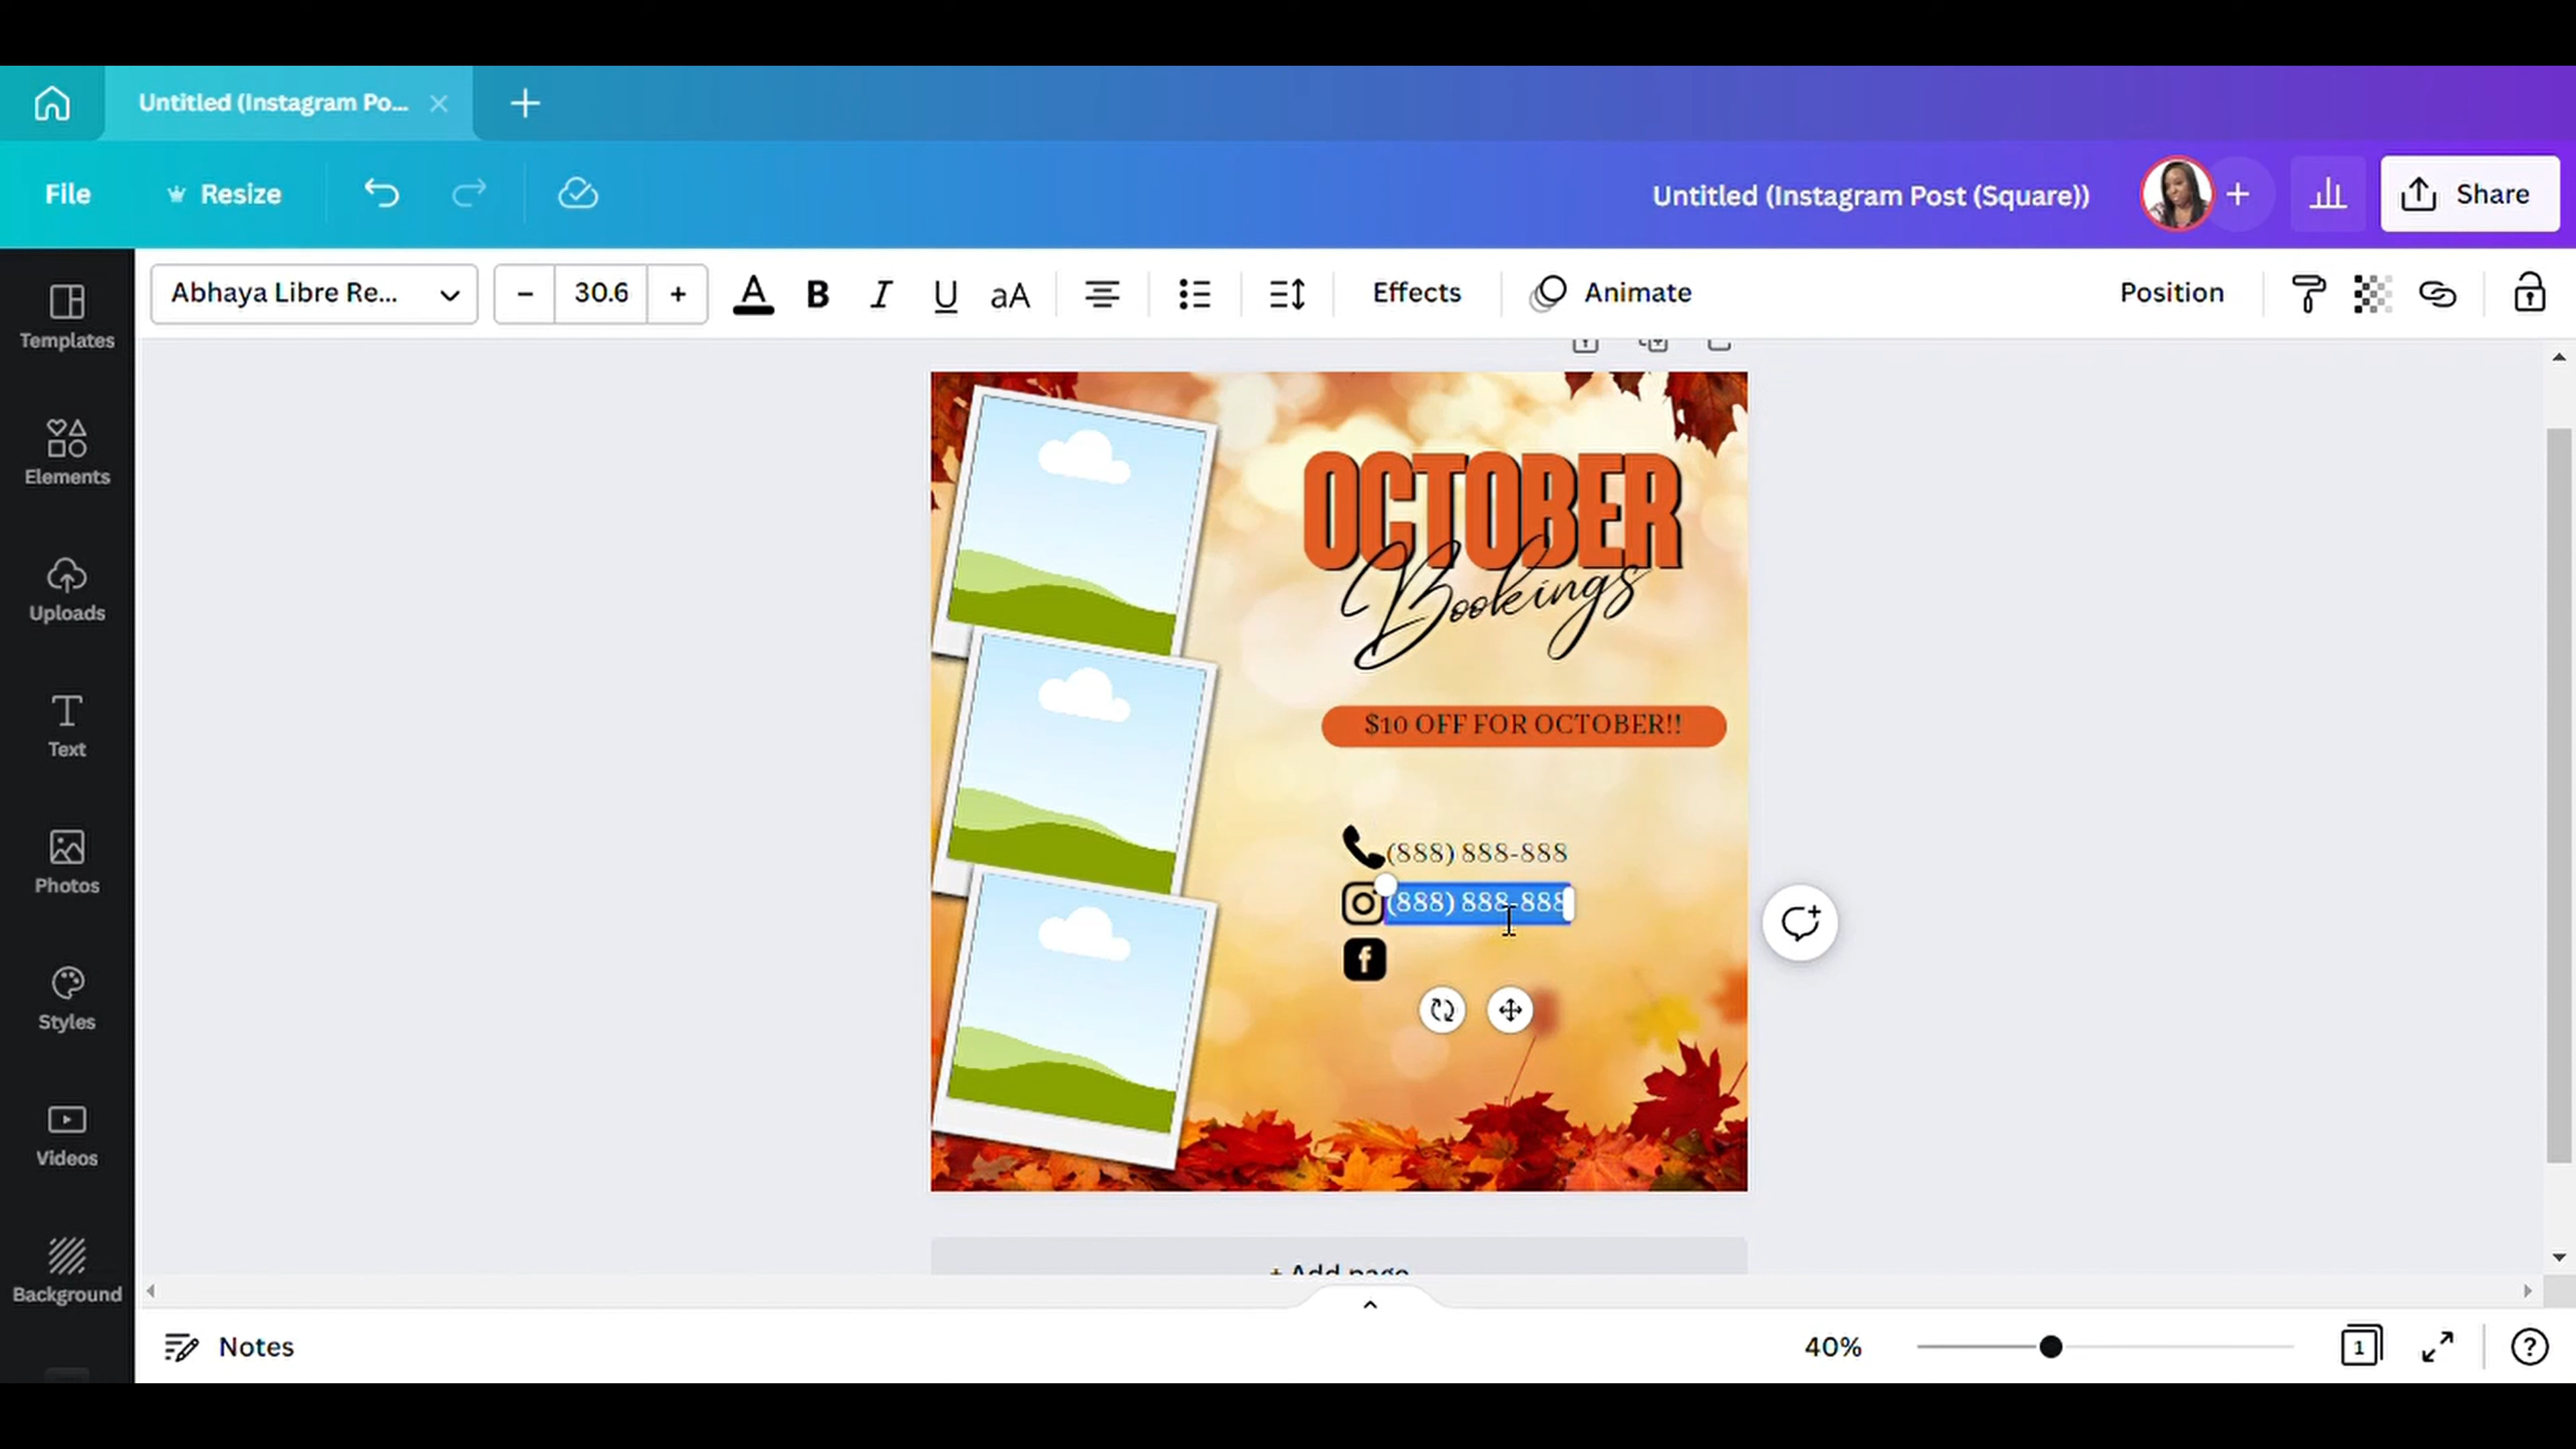 Untitled (Instagram Po...
File
Resize
Untitled (Instagram Post (Square))
Share
Abhaya Libre Re...
30.6
A
B
I
U
aA
Effects
Animate
Position
Templates
Elements
Uploads
Text
Photos
Styles
Videos
Background
OCTOBER
Bookings
$10 OFF FOR OCTOBER!!
(888) 888-888
(888) 888-888
+ Add page
Notes
40%
1